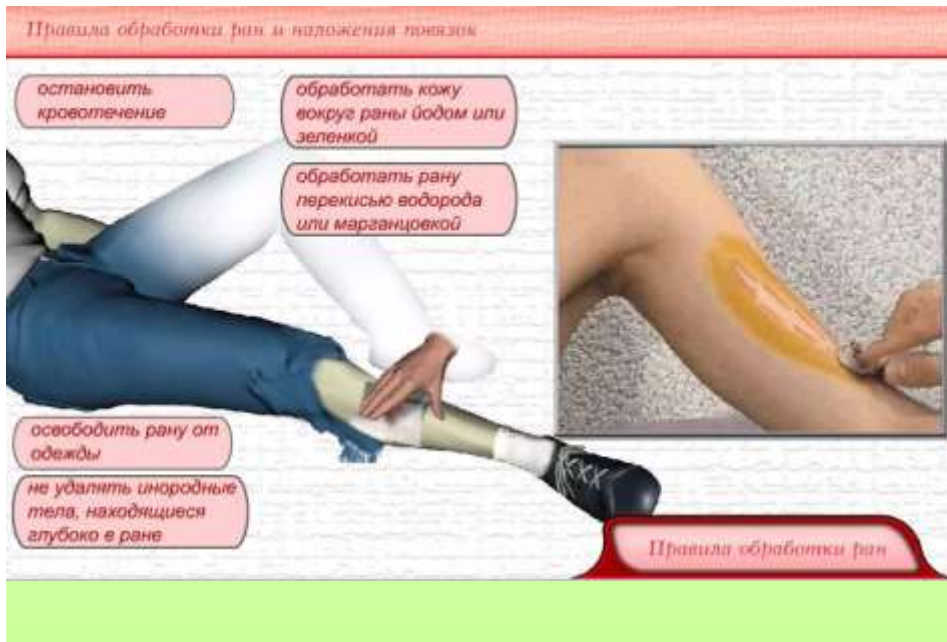 Правила обработки ран и наложения повязок
остановить
кровотечение
обработать кожу
вокруг раны йодом или
зеленкой
обработать рану
перекисью водорода
или марганцовкой
освободить рану от
одежды
не удалять инородные
тела, находящиеся
глубоко в ране
Правила обработки ран